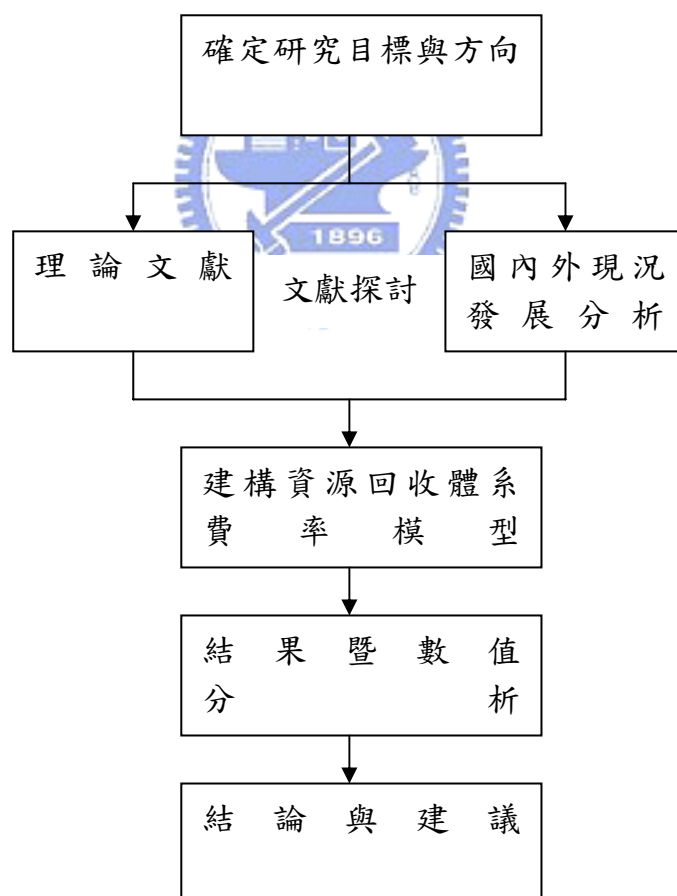 確定研究目標與方向
1896
理論文獻
文獻探討
國內外現況
發展分析
建構資源回收體系
費率模型
結果暨數值
分析
結論與建議